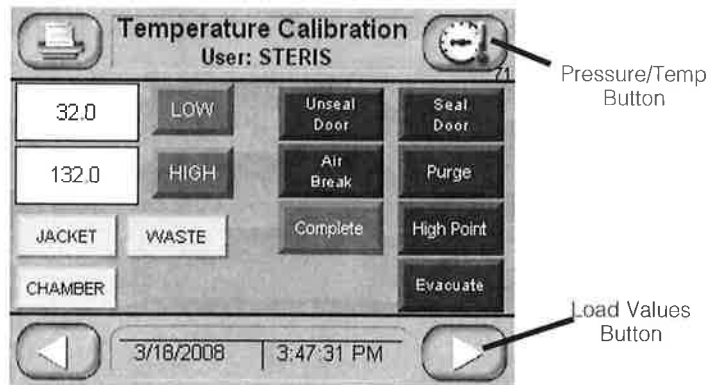 Temperature Calibration
User: STERIS
71
Pressure/Temp
Button
32.0
LOW
Unseal
Door
Seal
Door
132.0
HIGH
Air
Break
Purge
JACKET
WASTE
Complete
High Point
CHAMBER
Evacuate
Load Values
Button
3/18/2008
3:47:31 PM